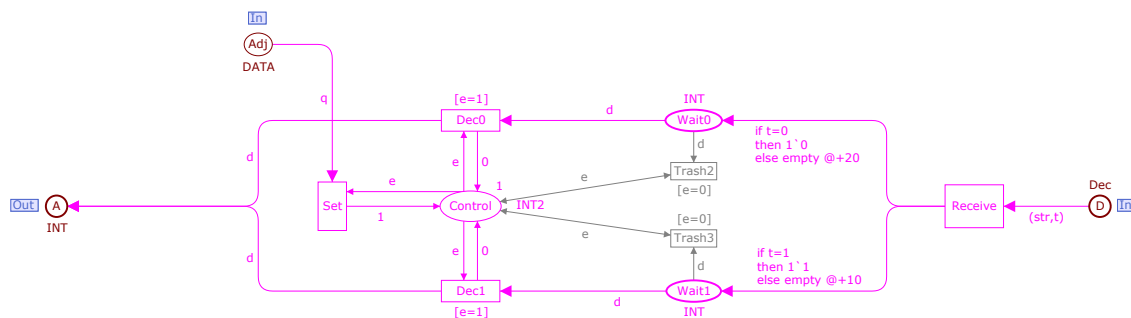 In
Adj
DATA
q
[e=1]
Dec0
d
INT
Wait0
if t=0
then 1`0
else empty @+20
d
e
0
d
Trash2
[e=0]
e
1
e
Set
1
Control
INT2
Out
A
INT
Receive
(str,t)
Dec
D
In
[e=0]
Trash3
e
e
0
d
d
if t=1
then 1`1
else empty @+10
Dec1
[e=1]
d
Wait1
INT